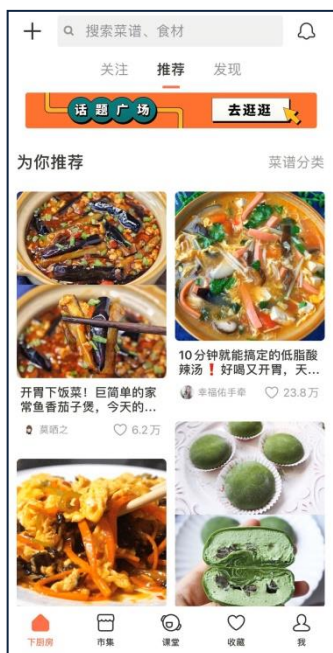 搜索菜谱、食材
关注 推荐 发现
话题广场 去逛逛
为你推荐 菜谱分类
开胃下饭菜！巨简单的家
常鱼香茄子煲，今天的...
莫晒之 6.2万
10分钟就能搞定的低脂酸
辣汤❗好喝又开胃，天...
幸福佑手牵 23.8万
下厨房 市集 课堂 收藏 我